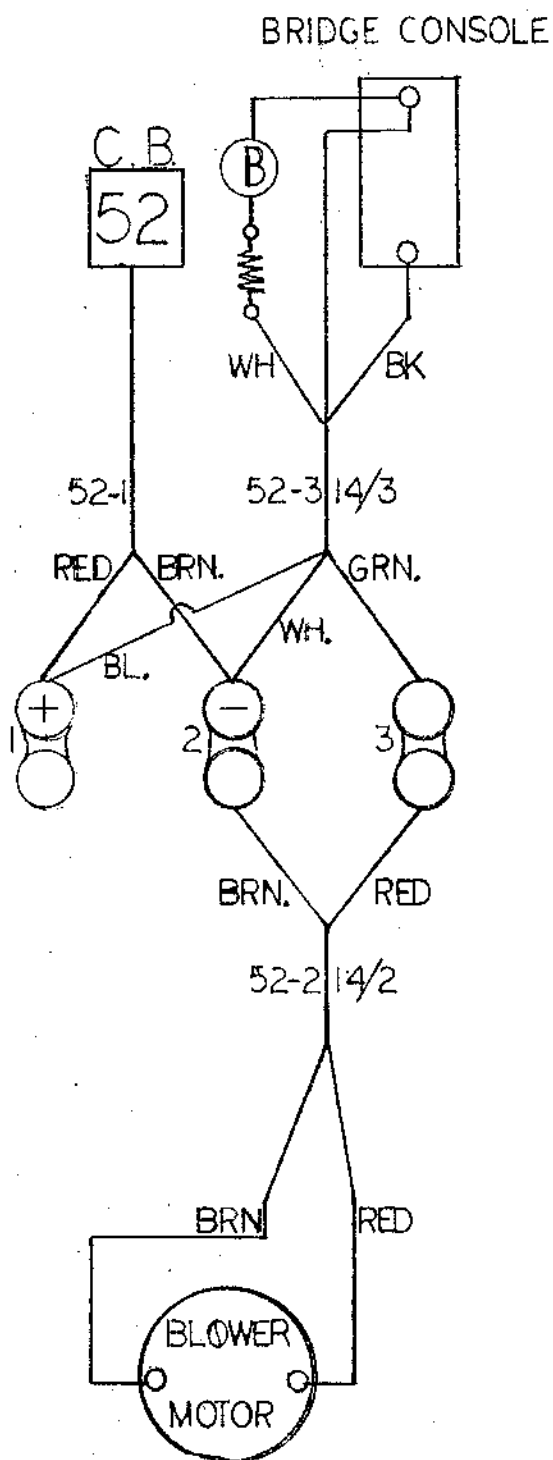 BRIDGE CONSOLE
C.B.
52
B
WH
BK
52-1
52-3 14/3
RED
BRN.
GRN.
BL.
WH.
+
-
1
2
3
BRN.
RED
52-2 14/2
BRN
RED
BLOWER
MOTOR